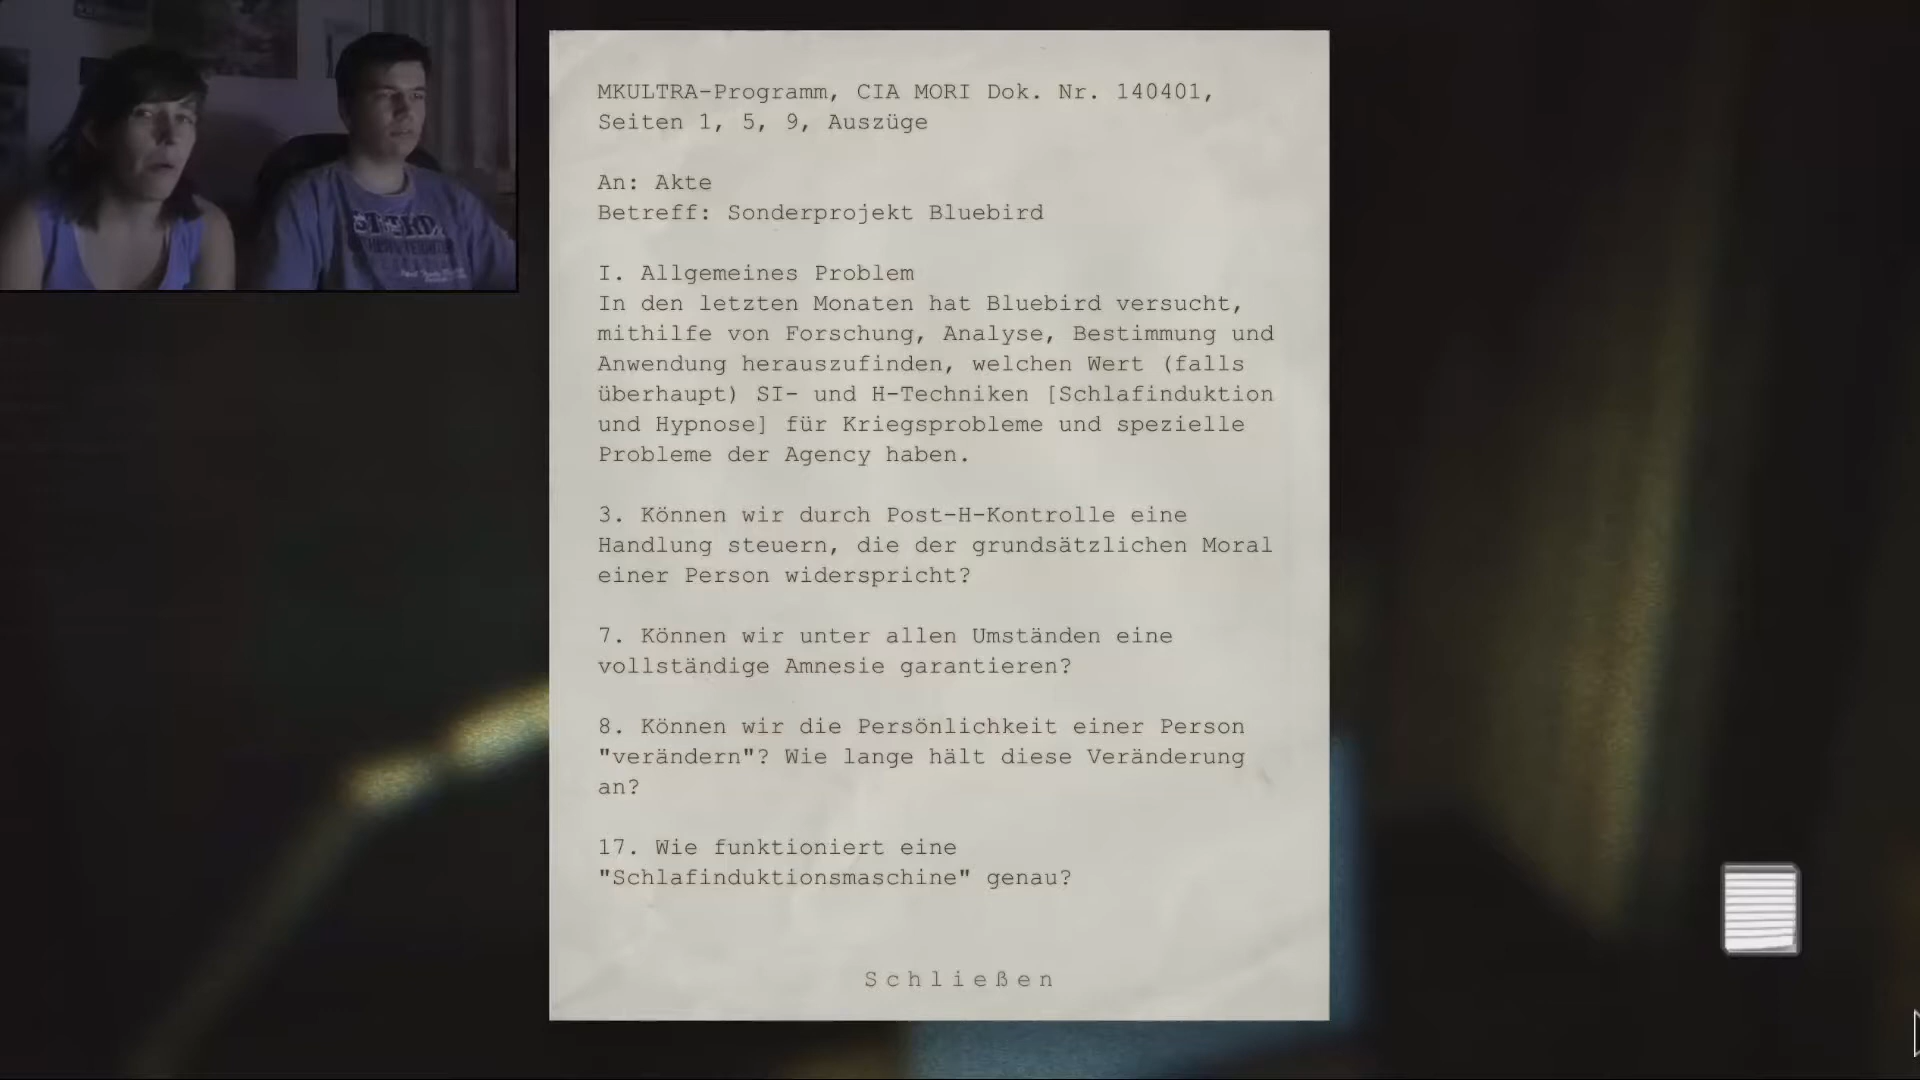 MKULTRA-Programm, CIA MORI Dok. Nr. 140401,
Seiten 1, 5, 9, Auszüge
An: Akte
Betreff: Sonderprojekt Bluebird
I. Allgemeines Problem
In den letzten Monaten hat Bluebird versucht,
mithilfe von Forschung, Analyse, Bestimmung und
Anwendung herauszufinden, welchen Wert (falls
überhaupt) SI- und H-Techniken [Schlafinduktion
und Hypnose] für Kriegsprobleme und spezielle
Probleme der Agency haben.
3. Können wir durch Post-H-Kontrolle eine
Handlung steuern, die der grundsätzlichen Moral
einer Person widerspricht?
7. Können wir unter allen Umständen eine
vollständige Amnesie garantieren?
8. Können wir die Persönlichkeit einer Person
"verändern"? Wie lange hält diese Veränderung
an?
17. Wie funktioniert eine
"Schlafinduktionsmaschine" genau?
Schließen